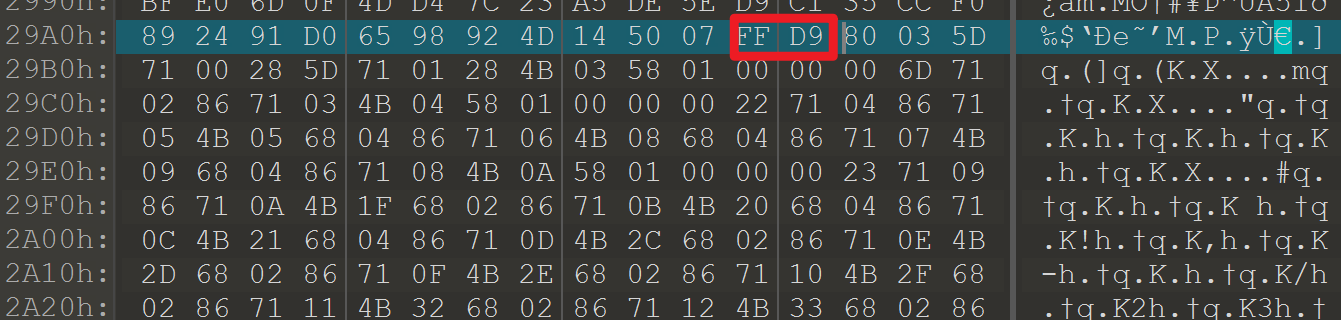 2990h: BF E0 6D 0F 4D D4 7C 23 A5 DE 5E D9 C1 35 CC F0
29A0h: 89 24 91 D0 65 98 92 4D 14 50 07 FF D9 80 03 5D ‰$‘Ðe˜’M.P.ÿÙ€.]
29B0h: 71 00 28 5D 71 01 28 4B 03 58 01 00 00 00 6D 71 q.(]q.(K.X....mq
29C0h: 02 86 71 03 4B 04 58 01 00 00 00 22 71 04 86 71 .†q.K.X...."q.†q
29D0h: 05 4B 05 68 04 86 71 06 4B 08 68 04 86 71 07 4B .K.h.†q.K.h.†q.K
29E0h: 09 68 04 86 71 08 4B 0A 58 01 00 00 00 23 71 09 .h.†q.K.X....#q.
29F0h: 86 71 0A 4B 1F 68 02 86 71 0B 4B 20 68 04 86 71 †q.K.h.†q.K h.†q
2A00h: 0C 4B 21 68 04 86 71 0D 4B 2C 68 02 86 71 0E 4B .K!h.†q.K,h.†q.K
2A10h: 2D 68 02 86 71 0F 4B 2E 68 02 86 71 10 4B 2F 68 -h.†q.K.h.†q.K/h
2A20h: 02 86 71 11 4B 32 68 02 86 71 12 4B 33 68 02 86 .†q.K2h.†q.K3h.†